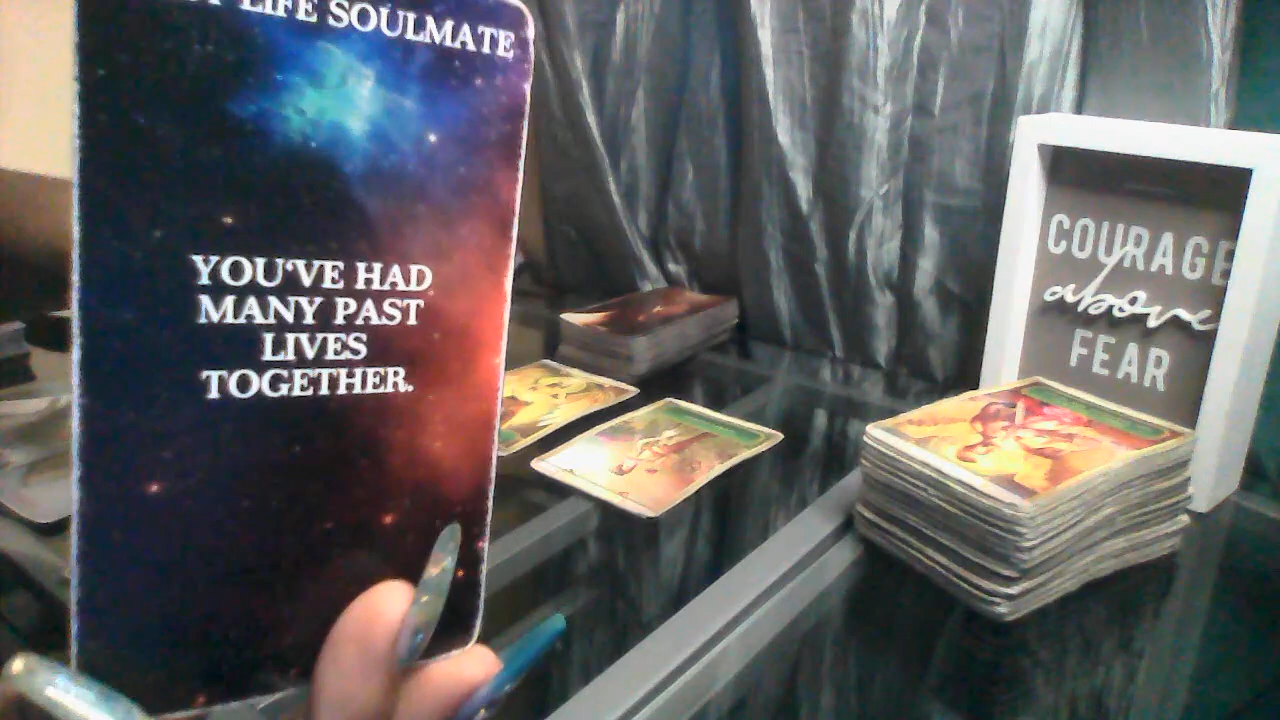 LIFE SOULMATE
YOU'VE HAD
MANY PAST
LIVES
TOGETHER.
COURAGE
above
FEAR